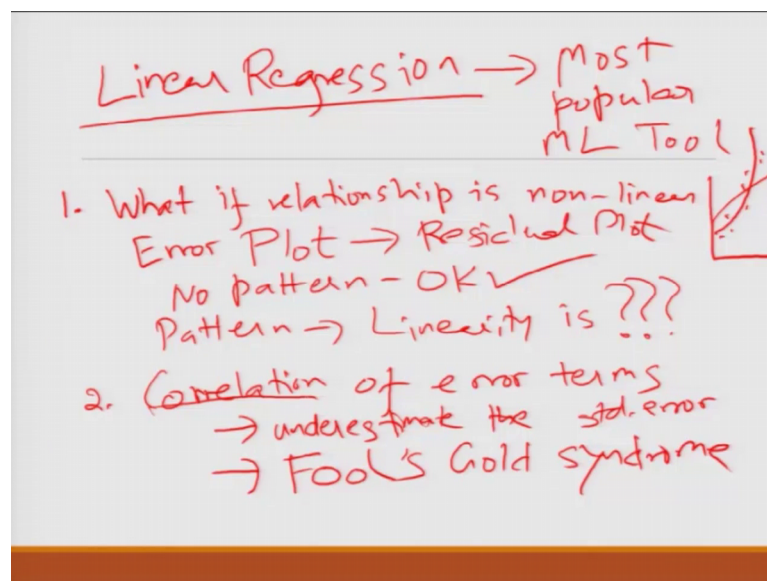 Linear Regression → Most
popular
ML Tool
1. What if relationship is non-linear
Error Plot → Residual Plot
No pattern - OK ✓
Pattern → Linearity is ???
2. Correlation of error terms
→ underestimate the std. error
→ FOOL'S Gold syndrome